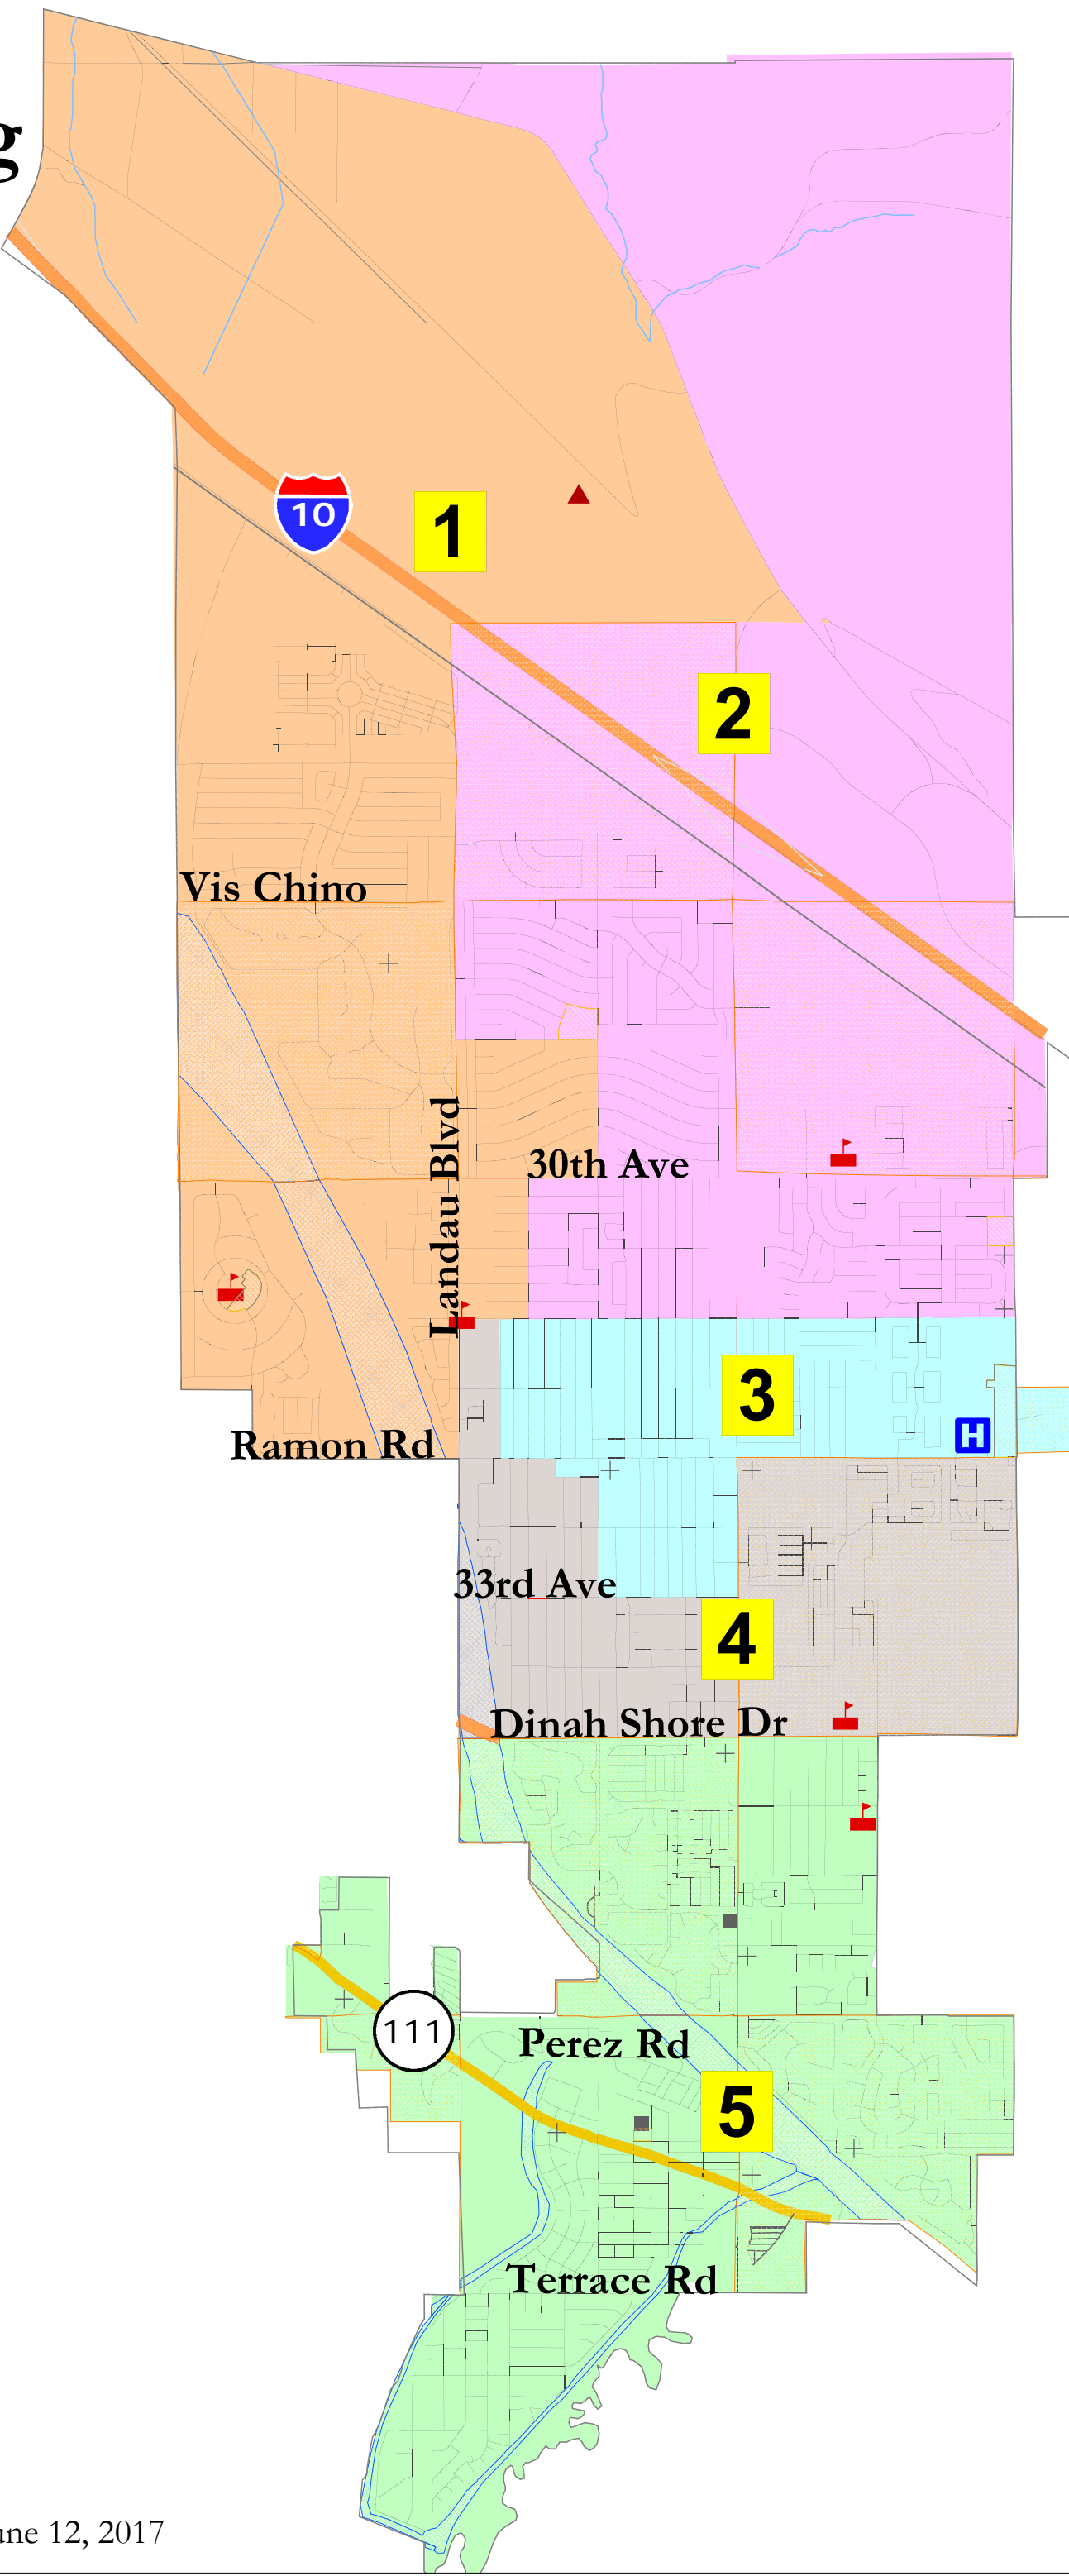 g
10
1
2
Vis Chino
Landau Blvd
30th Ave
3
H
Ramon Rd
33rd Ave
4
Dinah Shore Dr
111
Perez Rd
5
Terrace Rd
une 12, 2017